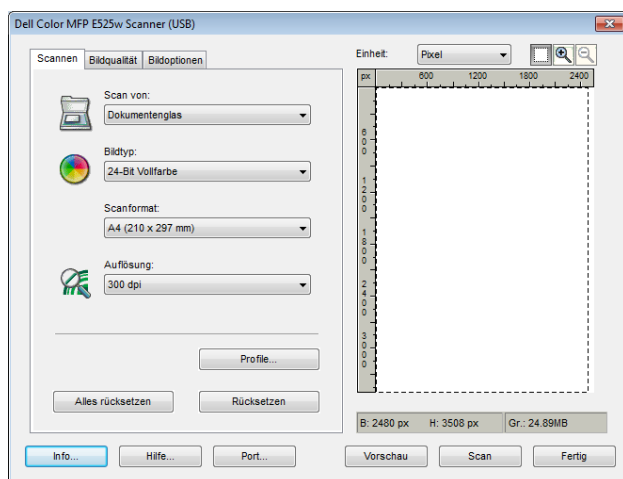 Dell Color MFP E525w Scanner (USB)
Scannen Bildqualität Bildoptionen
Scan von:
Dokumentenglas
Bildtyp:
24-Bit Vollfarbe
Scanformat:
A4 (210 x 297 mm)
Auflösung:
300 dpi
Profile...
Alles rücksetzen Rücksetzen
Einheit: Pixel
px 600 1200 1800 2400
600
1200
1800
2400
3000
B: 2480 px H: 3508 px Gr.: 24.89MB
Info... Hilfe... Port... Vorschau Scan Fertig